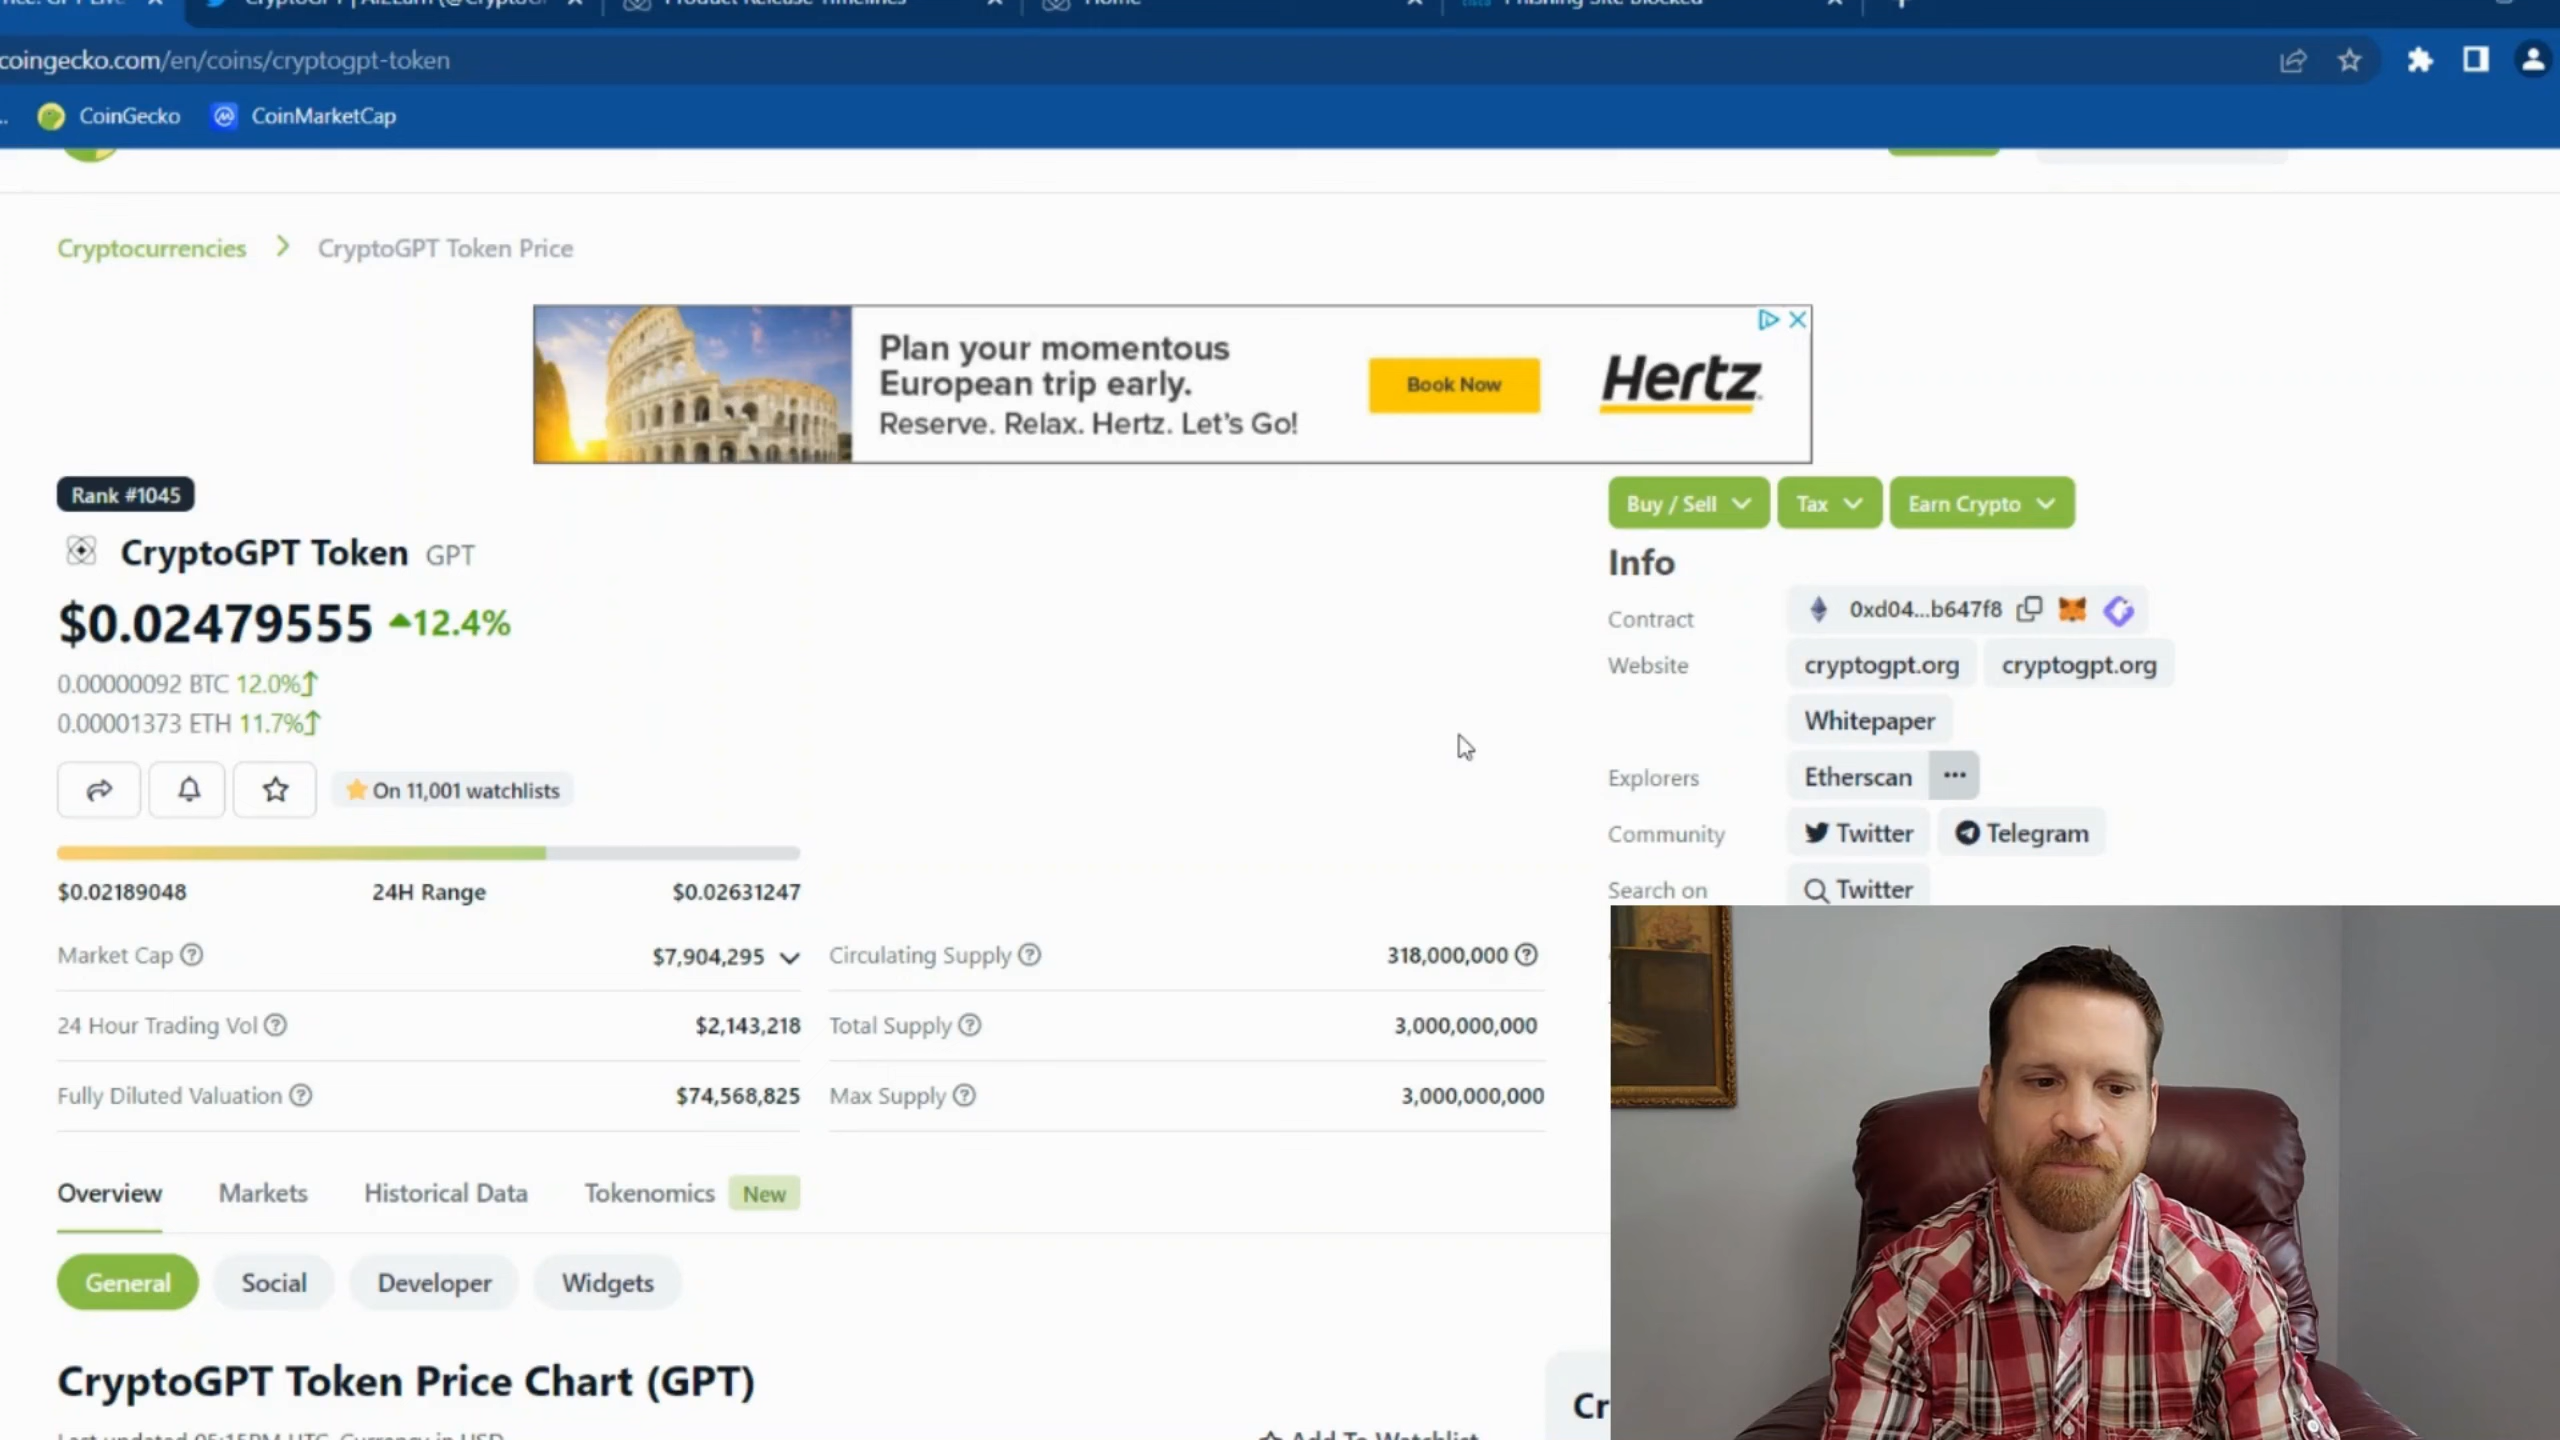 coingecko.com/en/coins/cryptogpt-token
CoinGecko
CoinMarketCap
Cryptocurrencies
CryptoGPT Token Price
Plan your momentous
European trip early.
Reserve. Relax. Hertz. Let's Go!
Book Now
Hertz.
Rank #1045
CryptoGPT Token GPT
$0.02479555 12.4%
0.00000092 BTC 12.0%
0.00001373 ETH 11.7%
On 11,001 watchlists
$0.02189048 24H Range $0.02631247
Market Cap $7,904,295
24 Hour Trading Vol $2,143,218
Fully Diluted Valuation $74,568,825
Circulating Supply 318,000,000
Total Supply 3,000,000,000
Max Supply 3,000,000,000
Buy / Sell
Tax
Earn Crypto
Info
Contract 0xd04...b647f8
Website cryptogpt.org cryptogpt.org
Whitepaper
Explorers Etherscan ...
Community Twitter Telegram
Search on Twitter
Overview Markets Historical Data Tokenomics New
General Social Developer Widgets
CryptoGPT Token Price Chart (GPT)
Cr